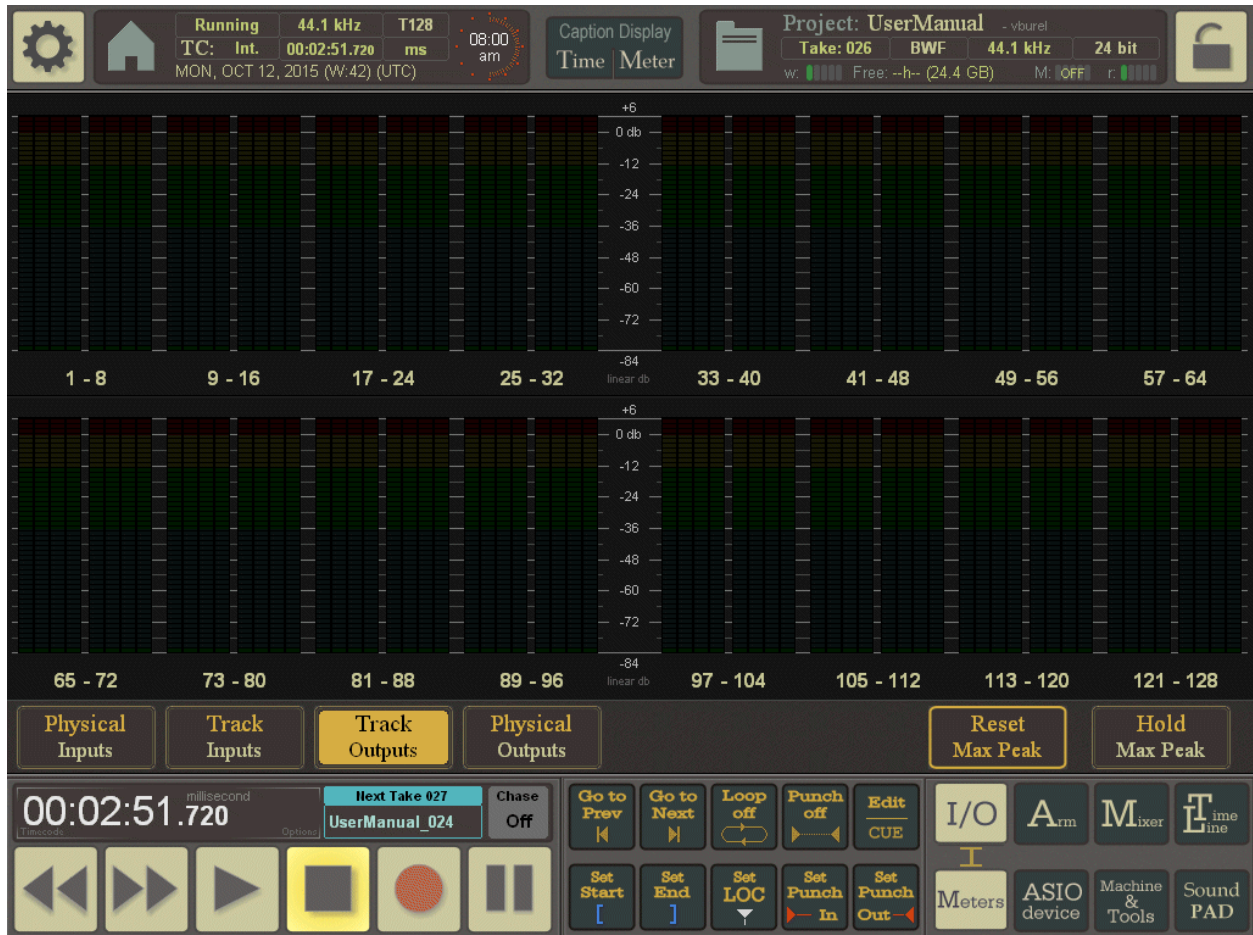 Running 44.1 kHz T128
TC: Int. 00:02:51.720 ms
MON, OCT 12, 2015 (W:42) (UTC)
08:00
am
Caption Display
Time Meter
Project: UserManual - vburel
Take: 026 BWF 44.1 kHz 24 bit
w: Free: --h-- (24.4 GB) M: OFF r:
+6
0 db
-12
-24
-36
-48
-60
-72
-84
1 - 8 9 - 16 17 - 24 25 - 32 linear db 33 - 40 41 - 48 49 - 56 57 - 64
+6
0 db
-12
-24
-36
-48
-60
-72
-84
65 - 72 73 - 80 81 - 88 89 - 96 linear db 97 - 104 105 - 112 113 - 120 121 - 128
Physical
Inputs
Track
Inputs
Track
Outputs
Physical
Outputs
Reset
Max Peak
Hold
Max Peak
00:02:51.720
millisecond
Timecode
Options
Next Take 027
UserManual_024
Chase
Off
Go to
Prev
Go to
Next
Loop
off
Punch
off
Edit
CUE
Set
Start
[
Set
End
]
Set
LOC
Set
Punch
In
Set
Punch
Out
I/O
Arm
Mixer
Time
Line
Meters
ASIO
device
Machine
&
Tools
Sound
PAD